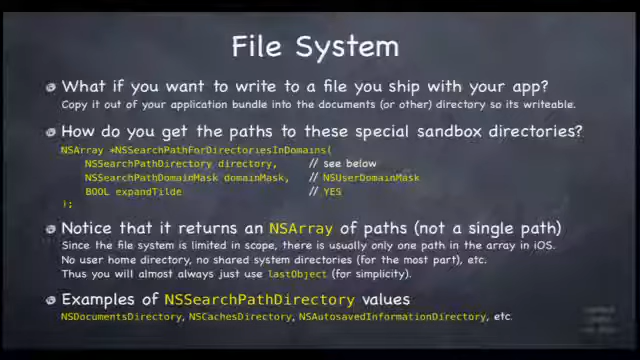 File System
What if you want to write to a file you ship with your app?
Copy it out of your application bundle into the documents (or other) directory so its writeable.
How do you get the paths to these special sandbox directories?
NSArray *NSSearchPathForDirectoriesInDomains(
NSSearchPathDirectory directory, // see below
NSSearchPathDomainMask domainMask, // NSUserDomainMask
BOOL expandTilde // YES
);
Notice that it returns an NSArray of paths (not a single path)
Since the file system is limited in scope, there is usually only one path in the array in iOS.
No user home directory, no shared system directories (for the most part), etc.
Thus you will almost always just use lastObject (for simplicity).
Examples of NSSearchPathDirectory values
NSDocumentsDirectory, NSCachesDirectory, NSAutosavedInformationDirectory, etc.